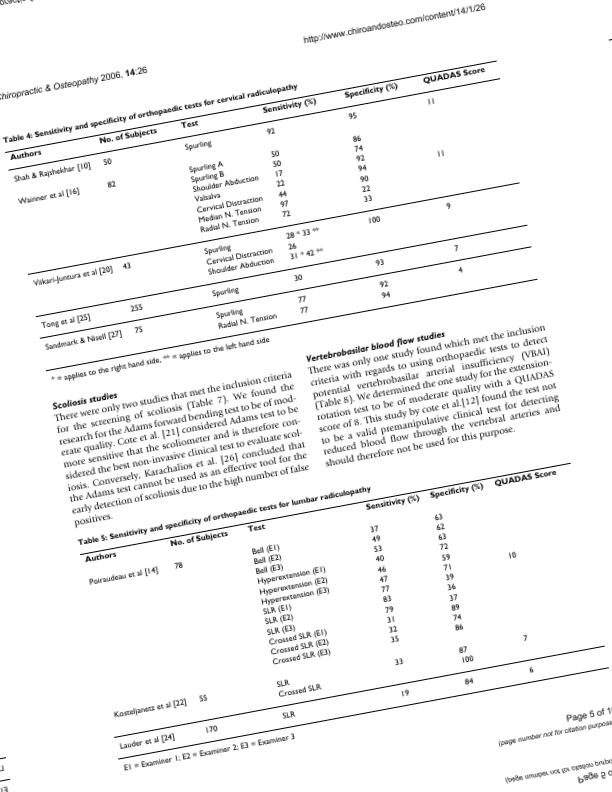 http://www.chiroandosteo.com/content/14/1/26
Chiropractic & Osteopathy 2006, 14:26
Table 4: Sensitivity and specificity of orthopaedic tests for cervical radiculopathy
Authors No. of Subjects Test Sensitivity (%) Specificity (%) QUADAS Score
Shah & Rajshekhar [10] 50 Spurling 92 95 11
Wainner et al [16] 82 Spurling A 50 86 11
Spurling B 50 74
Shoulder Abduction 17 92
Valsalva 22 94
Cervical Distraction 44 90
Median N. Tension 97 22
Radial N. Tension 72 33
Viikari-Juntura et al [20] 43 Spurling 28 * 33 ** 100 9
Cervical Distraction 26
Shoulder Abduction 31 * 42 **
Tong et al [25] 255 Spurling 30 93 7
Sandmark & Nisell [27] 75 Spurling 77 92 4
Radial N. Tension 77 94
* = applies to the right hand side, ** = applies to the left hand side
Scoliosis studies
There were only two studies that met the inclusion criteria
for the screening of scoliosis (Table 7). We found the
research for the Adams forward bending test to be of mod-
erate quality. Cote et al. [21] considered Adams test to be
more sensitive that the scoliometer and is therefore con-
sidered the best non-invasive clinical test to evaluate scol-
iosis. Conversely, Karachalios et al. [26] concluded that
the Adams test cannot be used as an effective tool for the
early detection of scoliosis due to the high number of false
positives.
Vertebrobasilar blood flow studies
There was only one study found which met the inclusion
criteria with regards to using orthopaedic tests to detect
potential vertebrobasilar arterial insufficiency (VBAI)
(Table 8). We determined the one study for the extension-
rotation test to be of moderate quality with a QUADAS
score of 8. This study by cote et al.[12] found the test not
to be a valid premanipulative clinical test for detecting
reduced blood flow through the vertebral arteries and
should therefore not be used for this purpose.
Table 5: Sensitivity and specificity of orthopaedic tests for lumbar radiculopathy
Authors No. of Subjects Test Sensitivity (%) Specificity (%) QUADAS Score
Poiraudeau et al [14] 78 Bell (E1) 37 63 10
Bell (E2) 49 62
Bell (E3) 53 63
Hyperextension (E1) 40 72
Hyperextension (E2) 46 59
Hyperextension (E3) 47 71
SLR (E1) 77 39
SLR (E2) 83 36
SLR (E3) 79 37
Crossed SLR (E1) 31 89
Crossed SLR (E2) 32 74
Crossed SLR (E3) 35 86
Kosteljanetz et al [22] 55 SLR 33 87 7
Crossed SLR 100
Lauder et al [24] 170 SLR 19 84 6
E1 = Examiner 1; E2 = Examiner 2; E3 = Examiner 3
Page 5 of 1
(page number not for citation purpose